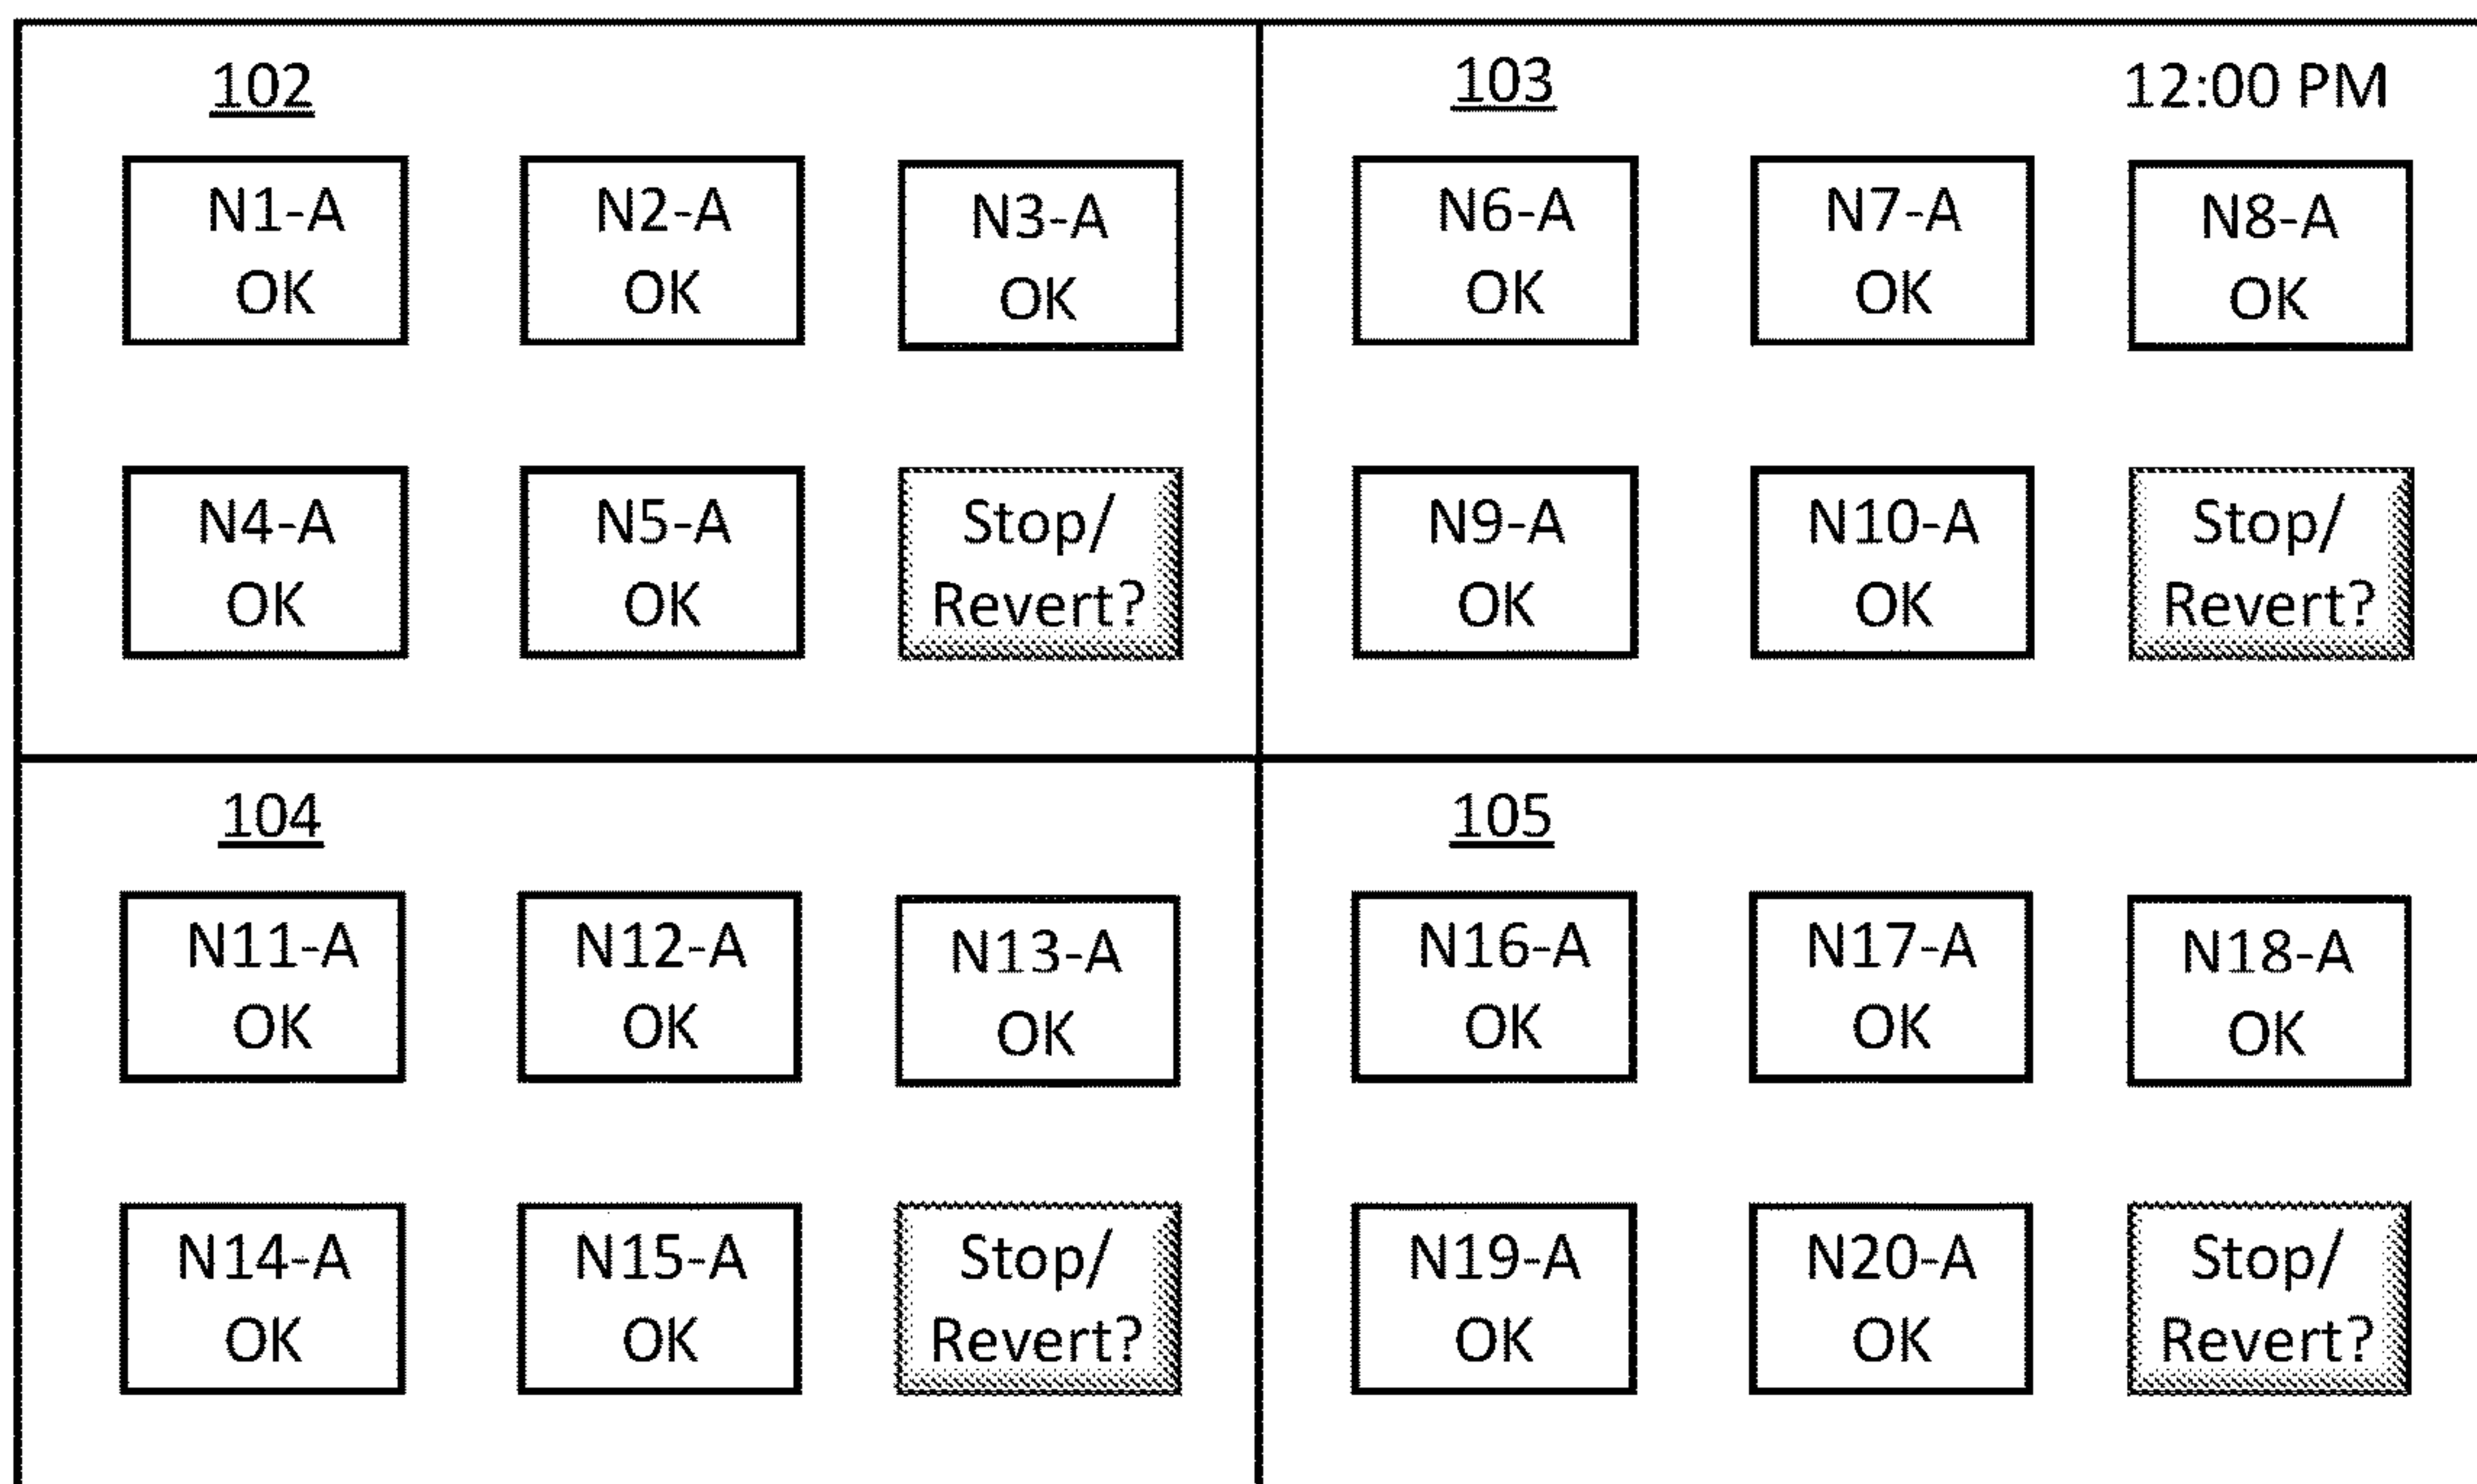 102
N1-A
OK
N2-A
OK
N3-A
OK
N4-A
OK
N5-A
OK
Stop/
Revert?
103
12:00 PM
N6-A
OK
N7-A
OK
N8-A
OK
N9-A
OK
N10-A
OK
Stop/
Revert?
104
N11-A
OK
N12-A
OK
N13-A
OK
N14-A
OK
N15-A
OK
Stop/
Revert?
105
N16-A
OK
N17-A
OK
N18-A
OK
N19-A
OK
N20-A
OK
Stop/
Revert?